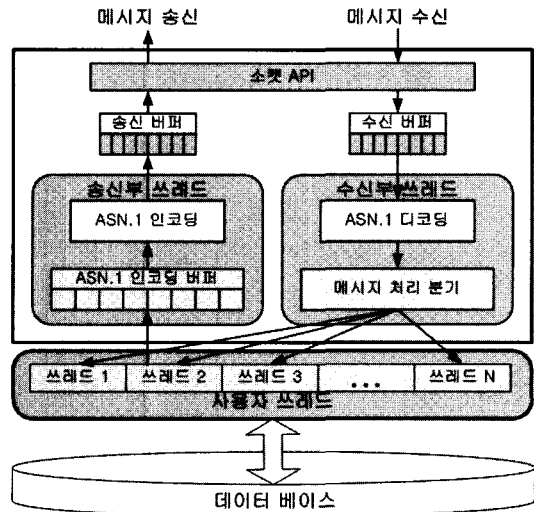 메시지 송신
메시지 수신
소켓 API
송신 버퍼
수신 버퍼
송신부 쓰레드
수신부 쓰레드
ASN.1 인코딩
ASN.1 디코딩
ASN.1 인코딩 버퍼
메시지 처리 분기
쓰레드 1
쓰레드 2
쓰레드 3
...
쓰레드 N
사용자 쓰레드
데이터 베이스